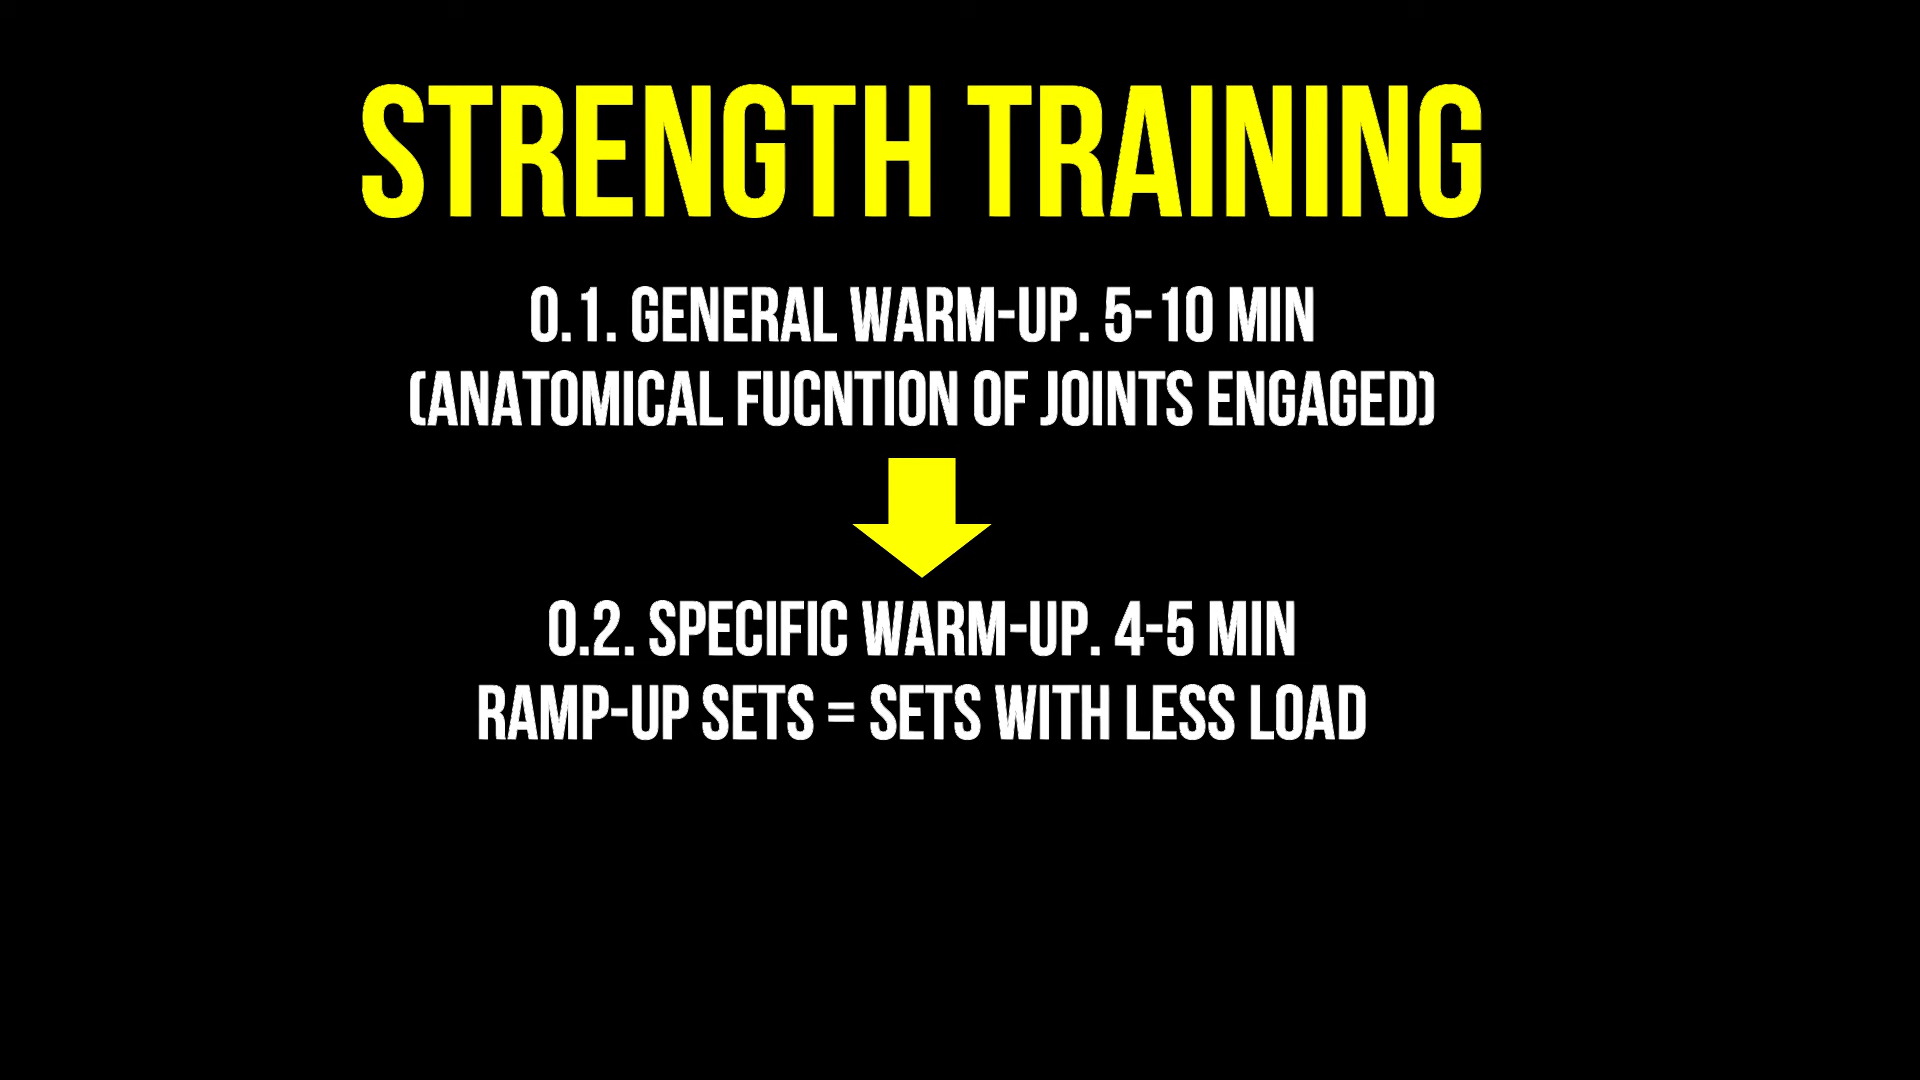 STRENGTH TRAINING
0.1. GENERAL WARM-UP. 5-10 MIN
(ANATOMICAL FUCNTION OF JOINTS ENGAGED)
0.2. SPECIFIC WARM-UP. 4-5 MIN
RAMP-UP SETS = SETS WITH LESS LOAD